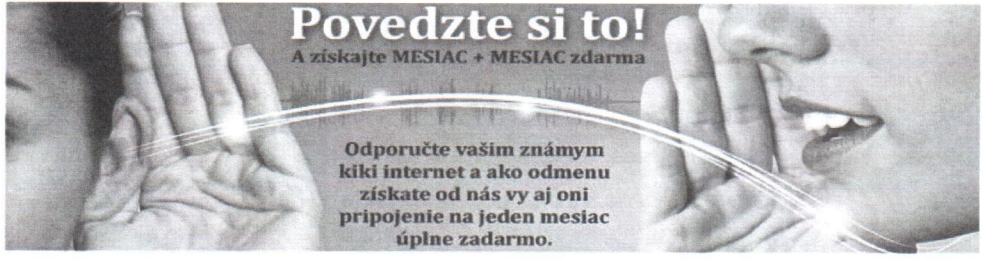 Povedzte si to!
A získajte MESIAC + MESIAC zdarma
Odporučte vašim známym
kiki internet a ako odmenu
získate od nás vy aj oni
pripojenie na jeden mesiac
úplne zadarmo.